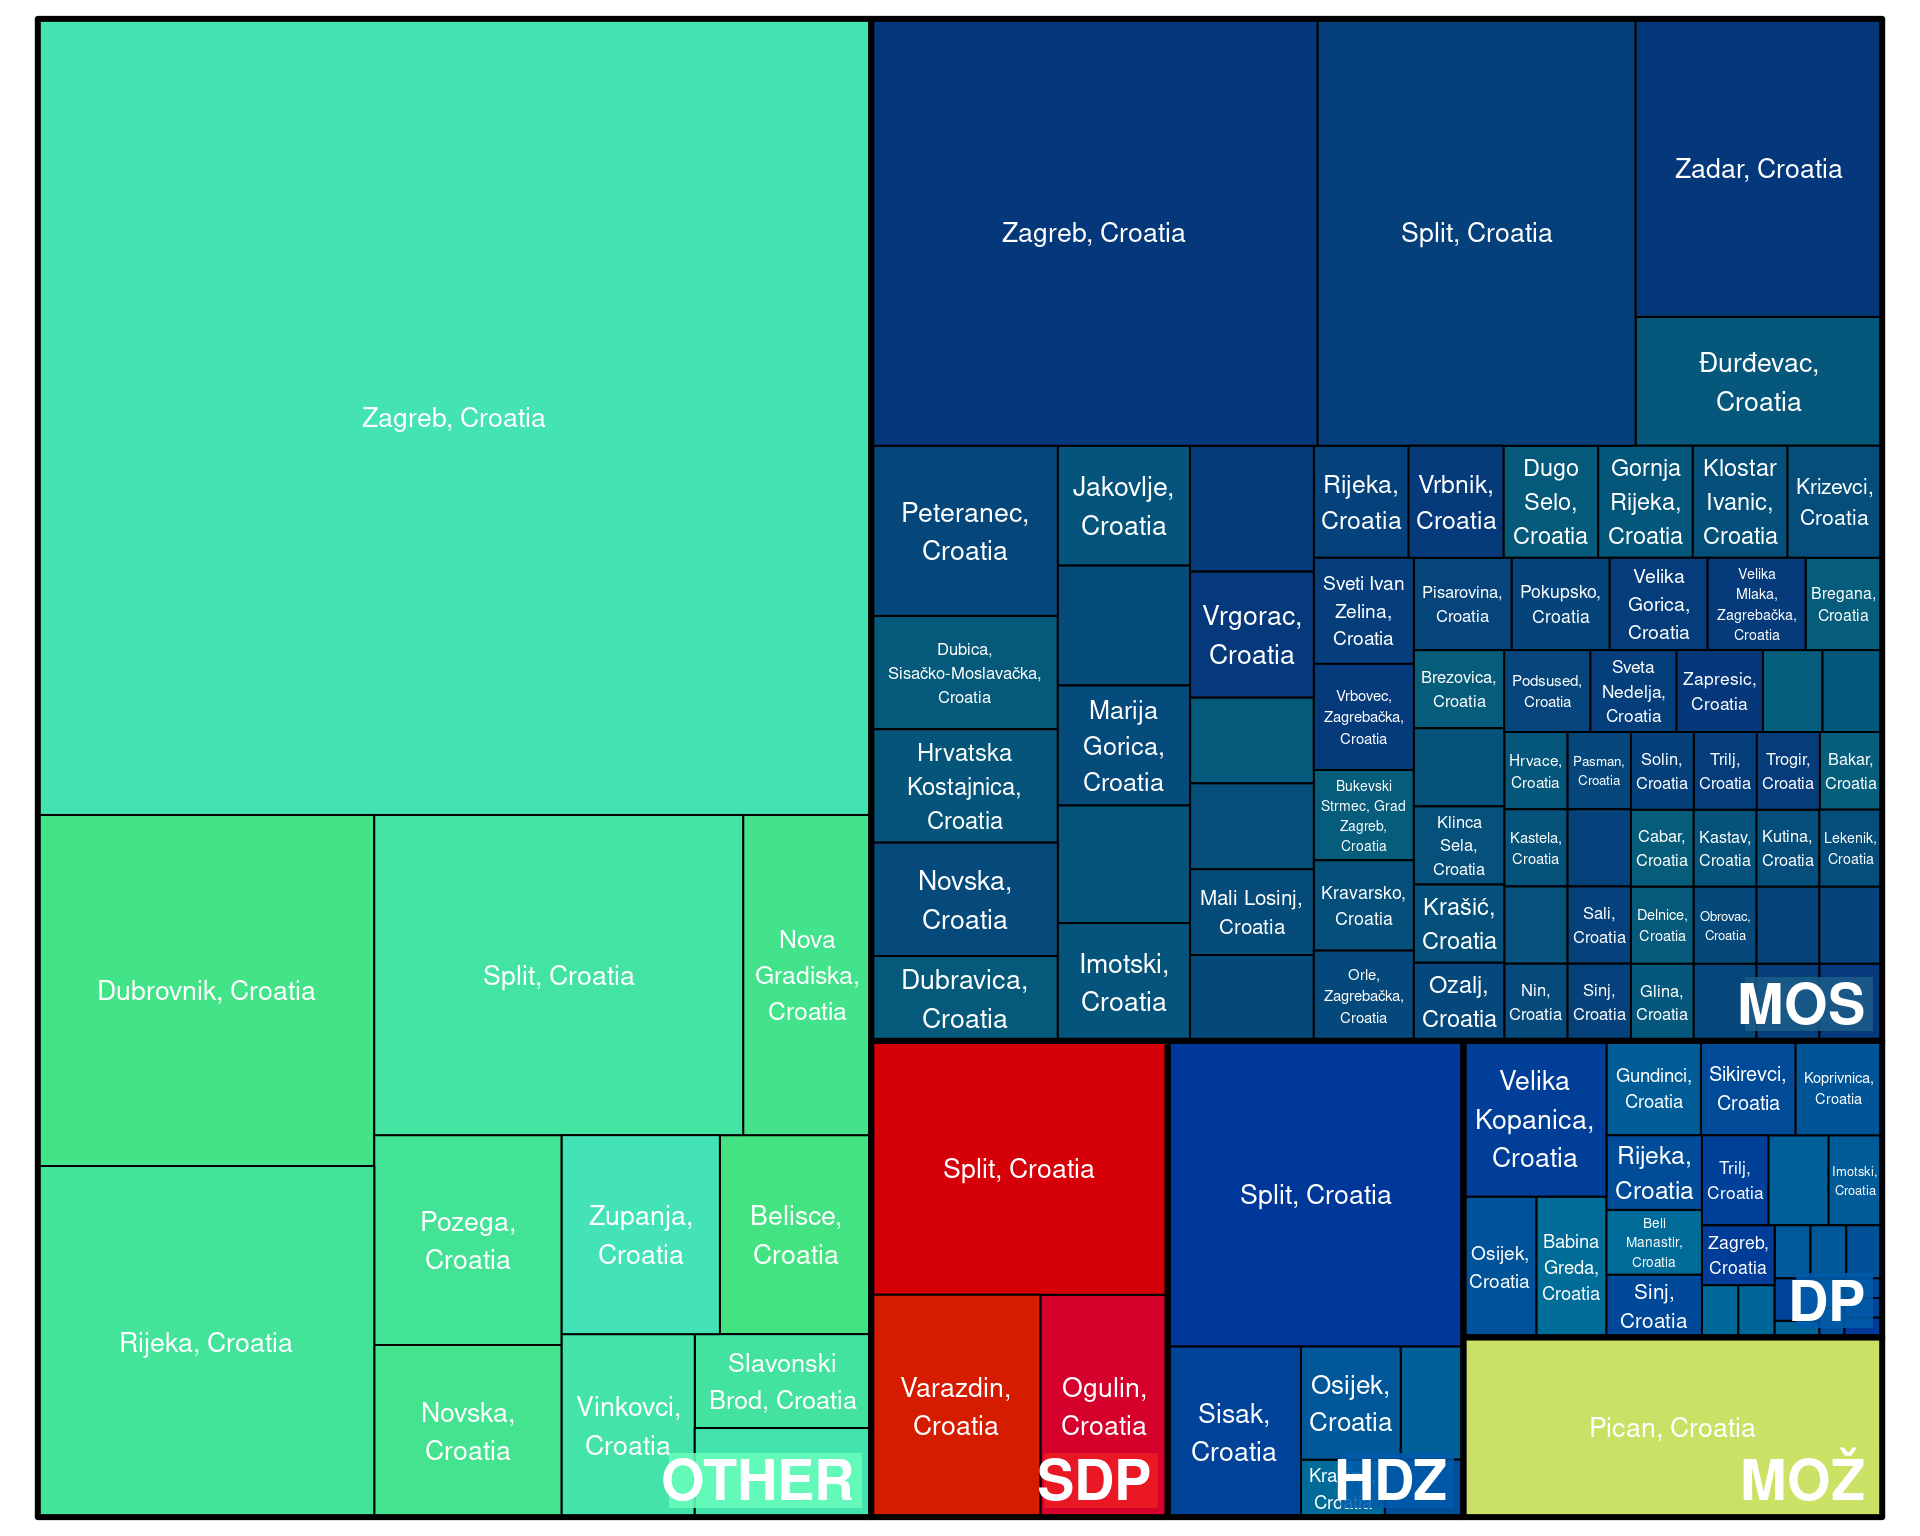 Zagreb, Croatia
Dubrovnik, Croatia
Split, Croatia
Nova
Gradiska,
Croatia
Rijeka, Croatia
Pozega,
Croatia
Zupanja,
Croatia
Belisce,
Croatia
Novska,
Croatia
Vinkovci,
Croatia
Slavonski
Brod, Croatia
OTHER
Zagreb, Croatia
Split, Croatia
Zadar, Croatia
Đurđevac,
Croatia
Peteranec,
Croatia
Dubica,
Sisačko-Moslavačka,
Croatia
Hrvatska
Kostajnica,
Croatia
Novska,
Croatia
Dubravica,
Croatia
Jakovlje,
Croatia
Marija
Gorica,
Croatia
Imotski,
Croatia
Vrgorac,
Croatia
Mali Losinj,
Croatia
Rijeka,
Croatia
Vrbnik,
Croatia
Dugo
Selo,
Croatia
Gornja
Rijeka,
Croatia
Klostar
Ivanic,
Croatia
Krizevci,
Croatia
Sveti Ivan
Zelina,
Croatia
Vrbovec,
Zagrebačka,
Croatia
Bukevski
Strmec, Grad
Zagreb,
Croatia
Kravarsko,
Croatia
Orle,
Zagrebačka,
Croatia
Pisarovina,
Croatia
Pokupsko,
Croatia
Velika
Gorica,
Croatia
Velika
Mlaka,
Zagrebačka,
Croatia
Bregana,
Croatia
Brezovica,
Croatia
Klinca
Sela,
Croatia
Krašić,
Croatia
Ozalj,
Croatia
Podsused,
Croatia
Sveta
Nedelja,
Croatia
Zapresic,
Croatia
Hrvace,
Croatia
Pasman,
Croatia
Solin,
Croatia
Trilj,
Croatia
Trogir,
Croatia
Bakar,
Croatia
Kastela,
Croatia
Cabar,
Croatia
Kastav,
Croatia
Kutina,
Croatia
Lekenik,
Croatia
Sali,
Croatia
Delnice,
Croatia
Obrovac,
Croatia
Nin,
Croatia
Sinj,
Croatia
Glina,
Croatia
MOS
Split, Croatia
Varazdin,
Croatia
Ogulin,
Croatia
SDP
Split, Croatia
Sisak,
Croatia
Osijek,
Croatia
Croatia
HDZ
Velika
Kopanica,
Croatia
Osijek,
Croatia
Babina
Greda,
Croatia
Gundinci,
Croatia
Sikirevci,
Croatia
Koprivnica,
Croatia
Rijeka,
Croatia
Beli
Manastir,
Croatia
Sinj,
Croatia
Trilj,
Croatia
Imotski,
Croatia
Zagreb,
Croatia
DP
Pican, Croatia
MOŽ